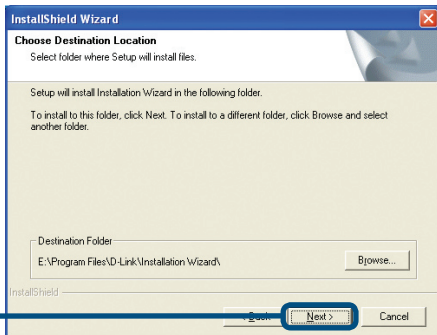 InstallShield Wizard
Choose Destination Location
Select folder where Setup will install files.
Setup will install Installation Wizard in the following folder.
To install to this folder, click Next. To install to a different folder, click Browse and select
another folder.
Destination Folder
E:\Program Files\D-Link\Installation Wizard\
Browse...
InstallShield
Next >
Cancel